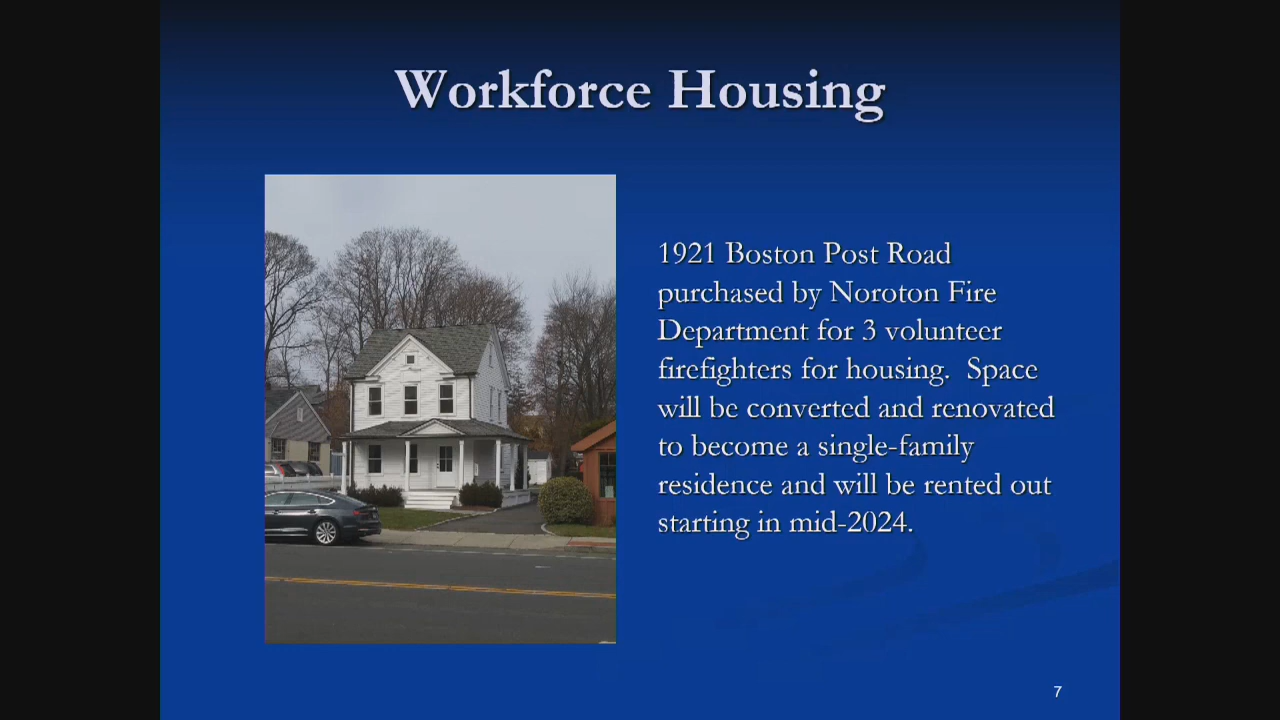 Workforce Housing
1921 Boston Post Road
purchased by Noroton Fire
Department for 3 volunteer
firefighters for housing.  Space
will be converted and renovated
to become a single-family
residence and will be rented out
starting in mid-2024.
7